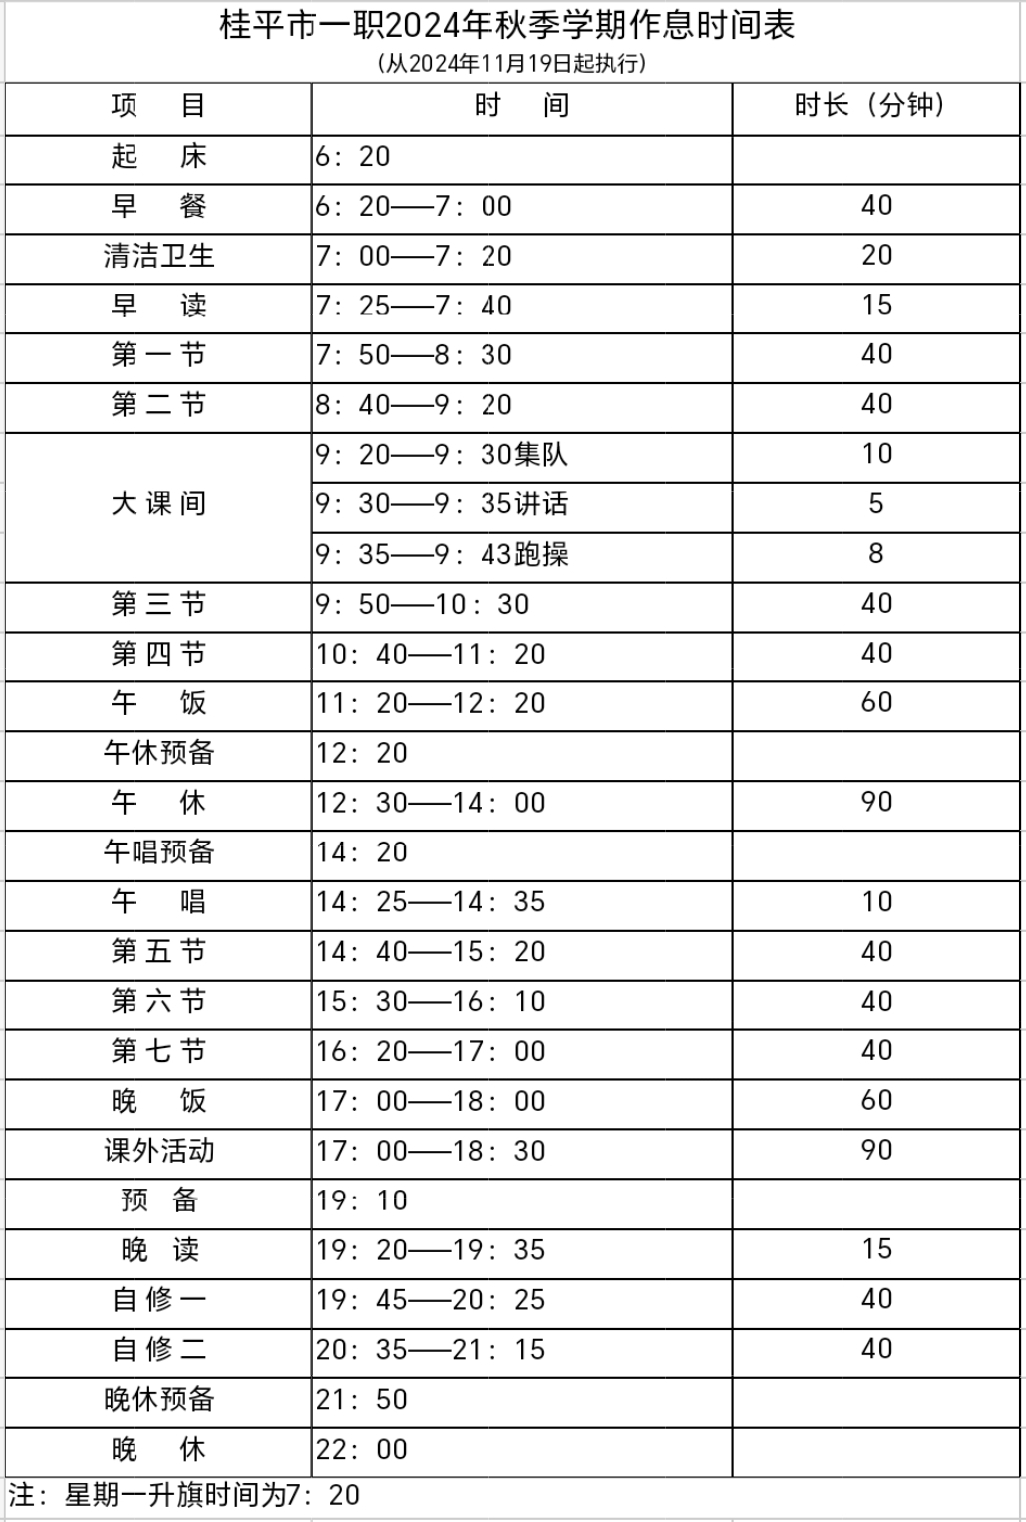 桂平市一职2024年秋季学期作息时间表
(从2024年11月19日起执行)
项 目 时 间 时长（分钟）
起 床 6：20
早 餐 6：20——7：00 40
清洁卫生 7：00——7：20 20
早 读 7：25——7：40 15
第一节 7：50——8：30 40
第二节 8：40——9：20 40
大课间 9：20——9：30集队 10
9：30——9：35讲话 5
9：35——9：43跑操 8
第三节 9：50——10：30 40
第四节 10：40——11：20 40
午 饭 11：20——12：20 60
午休预备 12：20
午 休 12：30——14：00 90
午唱预备 14：20
午 唱 14：25——14：35 10
第五节 14：40——15：20 40
第六节 15：30——16：10 40
第七节 16：20——17：00 40
晚 饭 17：00——18：00 60
课外活动 17：00——18：30 90
预 备 19：10
晚 读 19：20——19：35 15
自修一 19：45——20：25 40
自修二 20：35——21：15 40
晚休预备 21：50
晚 休 22：00
注：星期一升旗时间为7：20